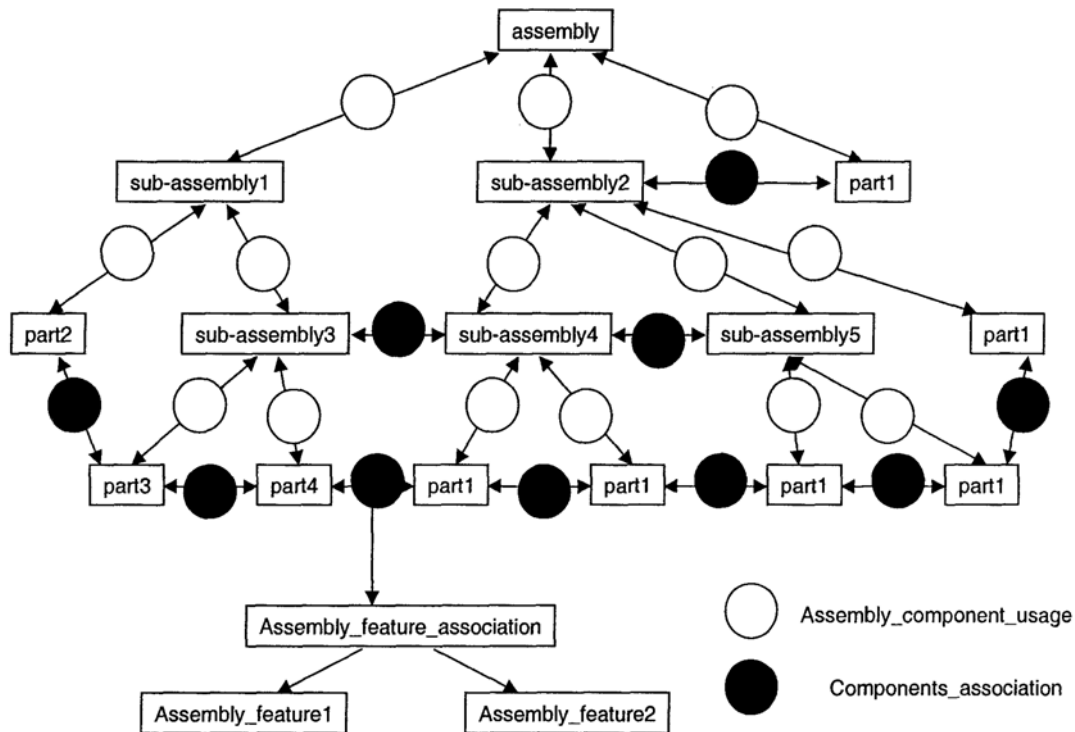 assembly
sub-assembly1
sub-assembly2
part1
part2
sub-assembly3
sub-assembly4
sub-assembly5
part1
part3
part4
part1
part1
part1
part1
Assembly_feature_association
Assembly_component_usage
Components_association
Assembly_feature1
Assembly_feature2